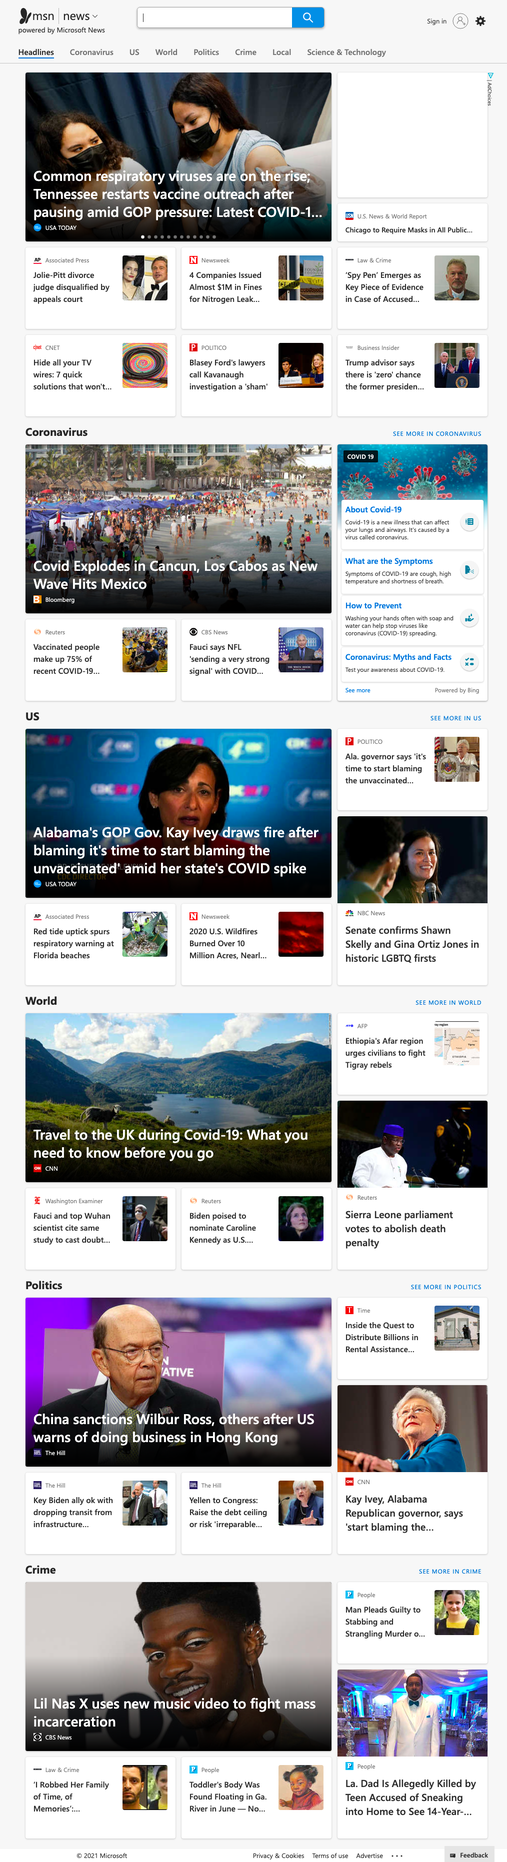 msn | news
powered by Microsoft News
Sign in
Headlines
Coronavirus
US
World
Politics
Crime
Local
Science & Technology
Common respiratory viruses are on the rise;
Tennessee restarts vaccine outreach after
pausing amid GOP pressure: Latest COVID-1...
USA TODAY
AdChoices
U.S. News & World Report
Chicago to Require Masks in All Public...
Associated Press
Jolie-Pitt divorce
judge disqualified by
appeals court
Newsweek
4 Companies Issued
Almost $1M in Fines
for Nitrogen Leak...
Law & Crime
'Spy Pen' Emerges as
Key Piece of Evidence
in Case of Accused...
CNET
Hide all your TV
wires: 7 quick
solutions that won't...
POLITICO
Blasey Ford's lawyers
call Kavanaugh
investigation a 'sham'
Business Insider
Trump advisor says
there is 'zero' chance
the former presiden...
Coronavirus
SEE MORE IN CORONAVIRUS
Covid Explodes in Cancun, Los Cabos as New
Wave Hits Mexico
Bloomberg
COVID 19
About Covid-19
Covid-19 is a new illness that can affect
your lungs and airways. It's caused by a
virus called coronavirus.
What are the Symptoms
Symptoms of COVID-19 are cough, high
temperature and shortness of breath.
How to Prevent
Washing your hands often with soap and
water can help stop viruses like
coronavirus (COVID-19) spreading.
Coronavirus: Myths and Facts
Test your awareness about COVID-19.
See more
Powered by Bing
Reuters
Vaccinated people
make up 75% of
recent COVID-19...
CBS News
Fauci says NFL
'sending a very strong
signal' with COVID...
US
SEE MORE IN US
Alabama's GOP Gov. Kay Ivey draws fire after
blaming it's time to start blaming the
unvaccinated' amid her state's COVID spike
USA TODAY
POLITICO
Ala. governor says 'it's
time to start blaming
the unvaccinated...
NBC News
Senate confirms Shawn
Skelly and Gina Ortiz Jones in
historic LGBTQ firsts
Associated Press
Red tide uptick spurs
respiratory warning at
Florida beaches
Newsweek
2020 U.S. Wildfires
Burned Over 10
Million Acres, Nearl...
World
SEE MORE IN WORLD
Travel to the UK during Covid-19: What you
need to know before you go
CNN
AFP
Ethiopia's Afar region
urges civilians to fight
Tigray rebels
Reuters
Sierra Leone parliament
votes to abolish death
penalty
Washington Examiner
Fauci and top Wuhan
scientist cite same
study to cast doubt...
Reuters
Biden poised to
nominate Caroline
Kennedy as U.S....
Politics
SEE MORE IN POLITICS
China sanctions Wilbur Ross, others after US
warns of doing business in Hong Kong
The Hill
Time
Inside the Quest to
Distribute Billions in
Rental Assistance...
CNN
Kay Ivey, Alabama
Republican governor, says
'start blaming the...
The Hill
Key Biden ally ok with
dropping transit from
infrastructure...
The Hill
Yellen to Congress:
Raise the debt ceiling
or risk 'irreparable...
Crime
SEE MORE IN CRIME
Lil Nas X uses new music video to fight mass
incarceration
CBS News
People
Man Pleads Guilty to
Stabbing and
Strangling Murder o...
People
La. Dad Is Allegedly Killed by
Teen Accused of Sneaking
into Home to See 14-Year-...
Law & Crime
'I Robbed Her Family
of Time, of
Memories':...
People
Toddler's Body Was
Found Floating in Ga.
River in June — No...
© 2021 Microsoft
Privacy & Cookies
Terms of use
Advertise
Feedback